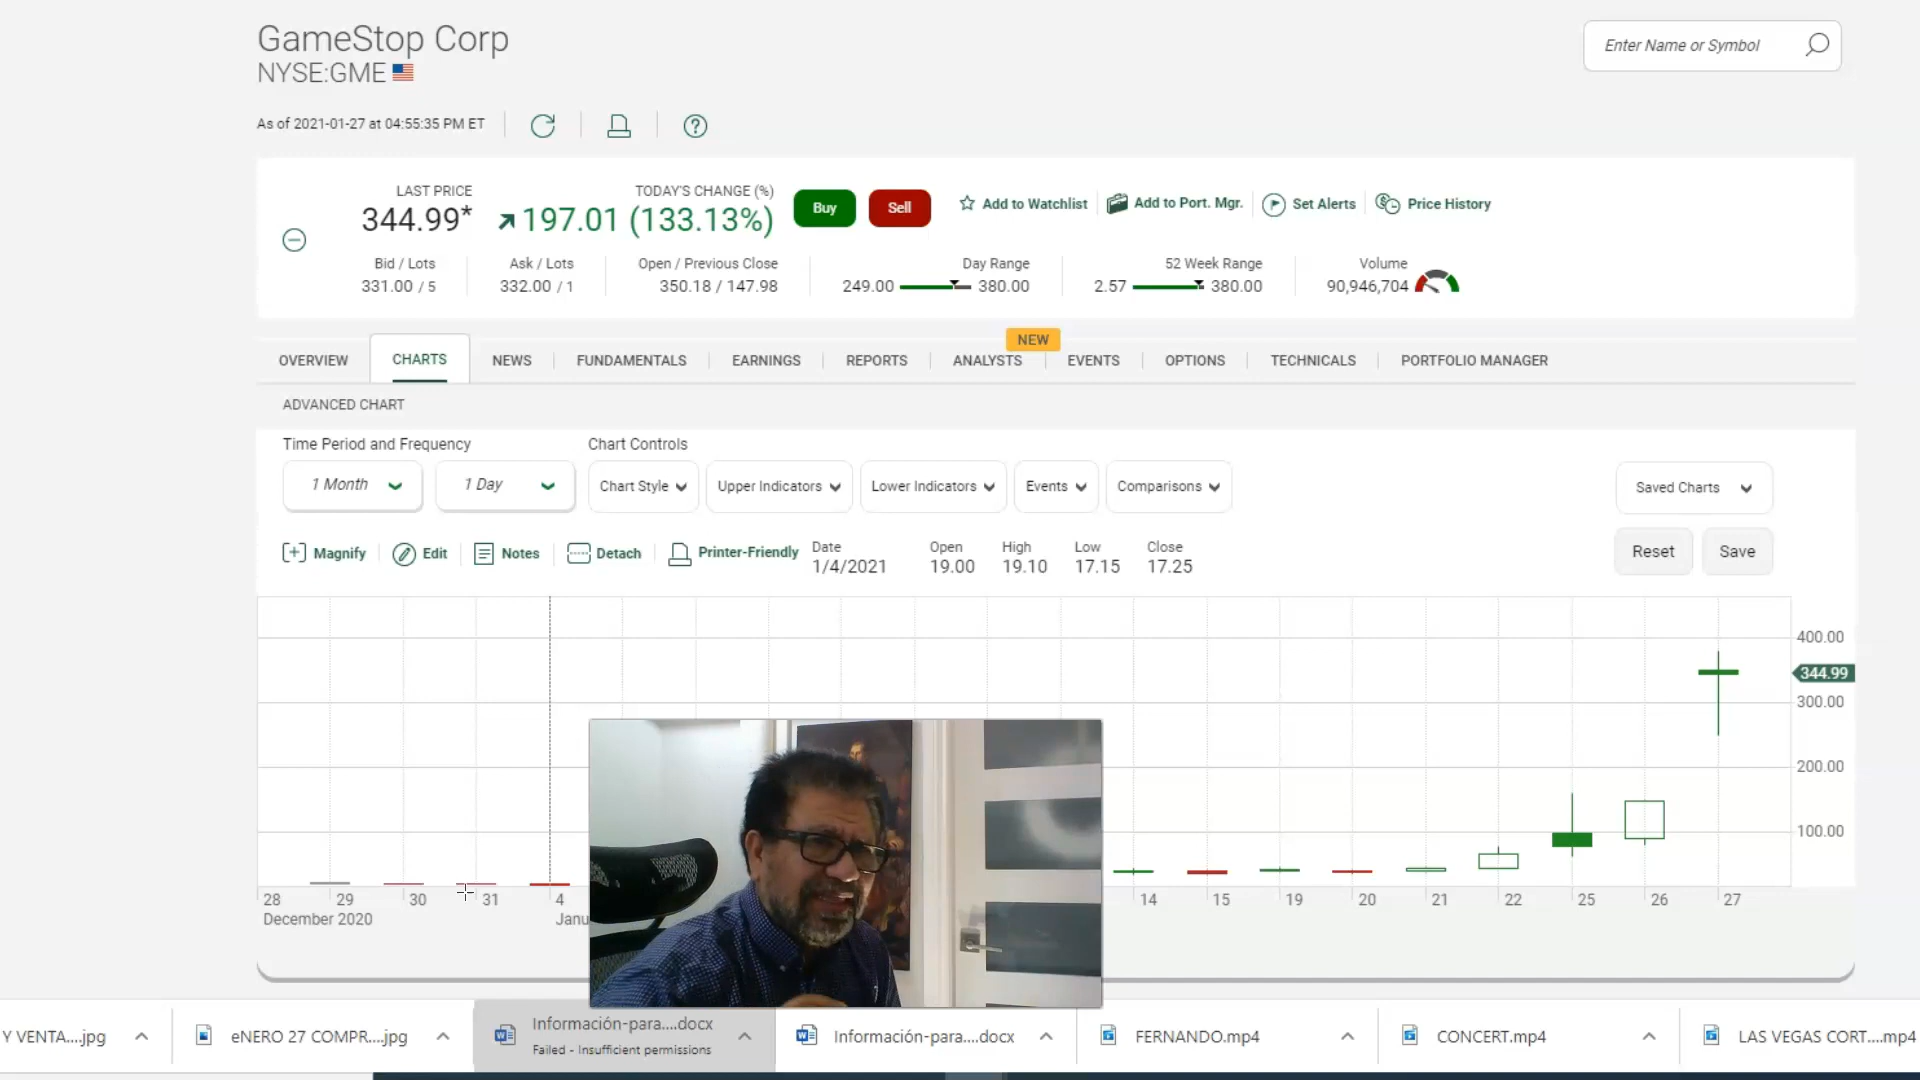 GameStop Corp
NYSE:GME
Enter Name or Symbol
As of 2021-01-27 at 04:55:35 PM ET
LAST PRICE
344.99*
TODAY'S CHANGE (%)
197.01 (133.13%)
Buy
Sell
Add to Watchlist
Add to Port. Mgr.
Set Alerts
Price History
Bid / Lots
331.00 / 5
Ask / Lots
332.00 / 1
Open / Previous Close
350.18 / 147.98
Day Range
249.00 380.00
52 Week Range
2.57 380.00
Volume
90,946,704
NEW
OVERVIEW
CHARTS
NEWS
FUNDAMENTALS
EARNINGS
REPORTS
ANALYSTS
EVENTS
OPTIONS
TECHNICALS
PORTFOLIO MANAGER
ADVANCED CHART
Time Period and Frequency
Chart Controls
1 Month
1 Day
Chart Style
Upper Indicators
Lower Indicators
Events
Comparisons
Saved Charts
Magnify
Edit
Notes
Detach
Printer-Friendly
Date
1/4/2021
Open
19.00
High
19.10
Low
17.15
Close
17.25
Reset
Save
400.00
344.99
300.00
200.00
100.00
28 29 30 31 4 14 15 19 20 21 22 25 26 27
December 2020 Janu
Y VENTA....jpg
eNERO 27 COMPR....jpg
Información-para....docx
Failed - Insufficient permissions
Información-para....docx
FERNANDO.mp4
CONCERT.mp4
LAS VEGAS CORT....mp4